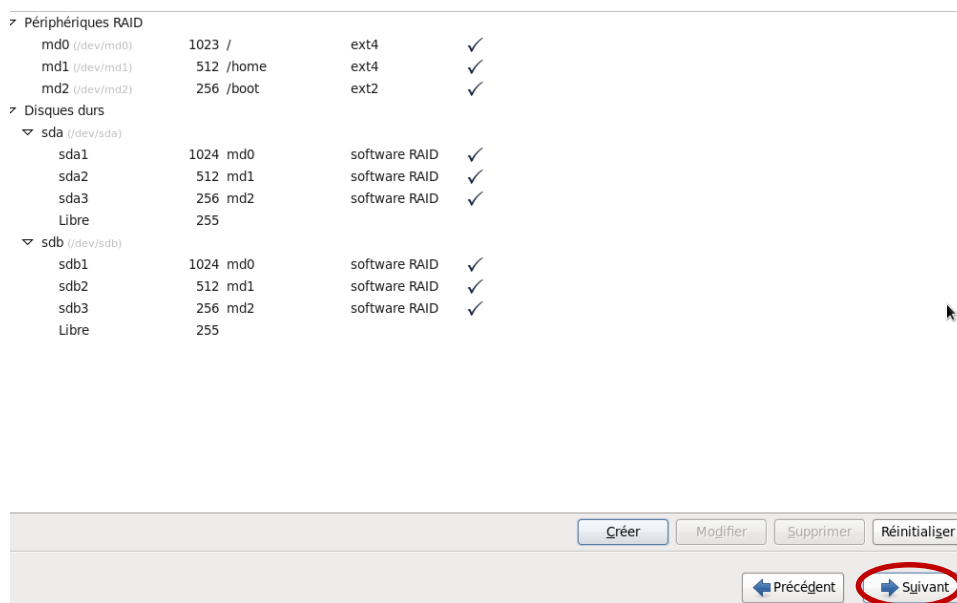 Périphériques RAID
md0 (/dev/md0) 1023 / ext4
md1 (/dev/md1) 512 /home ext4
md2 (/dev/md2) 256 /boot ext2
Disques durs
sda (/dev/sda)
sda1 1024 md0 software RAID
sda2 512 md1 software RAID
sda3 256 md2 software RAID
Libre 255
sdb (/dev/sdb)
sdb1 1024 md0 software RAID
sdb2 512 md1 software RAID
sdb3 256 md2 software RAID
Libre 255
Créer Modifier Supprimer Réinitialiser
Précédent Suivant